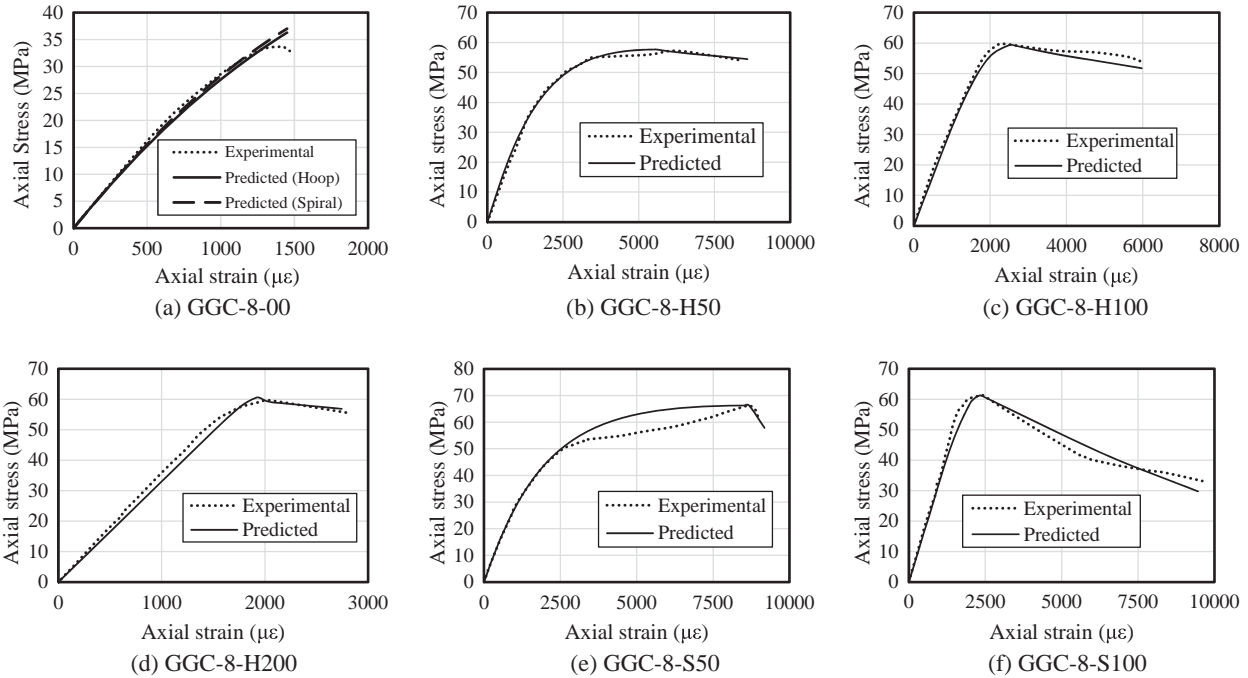 40
35
30
25
20
15
10
5
0
Axial Stress (MPa)
Experimental
Predicted (Hoop)
Predicted (Spiral)
0 500 1000 1500 2000
Axial strain (με)
(a) GGC-8-00
70
60
50
40
30
20
10
0
Axial stress (MPa)
Experimental
Predicted
0 2500 5000 7500 10000
Axial strain (με)
(b) GGC-8-H50
70
60
50
40
30
20
10
0
Axial stress (MPa)
Experimental
Predicted
0 2000 4000 6000 8000
Axial strain (με)
(c) GGC-8-H100
70
60
50
40
30
20
10
0
Axial stress (MPa)
Experimental
Predicted
0 1000 2000 3000
Axial strain (με)
(d) GGC-8-H200
80
70
60
50
40
30
20
10
0
Axial stress (MPa)
Experimental
Predicted
0 2500 5000 7500 10000
Axial strain (με)
(e) GGC-8-S50
70
60
50
40
30
20
10
0
Axial stress (MPa)
Experimental
Predicted
0 2500 5000 7500 10000
Axial strain (με)
(f) GGC-8-S100